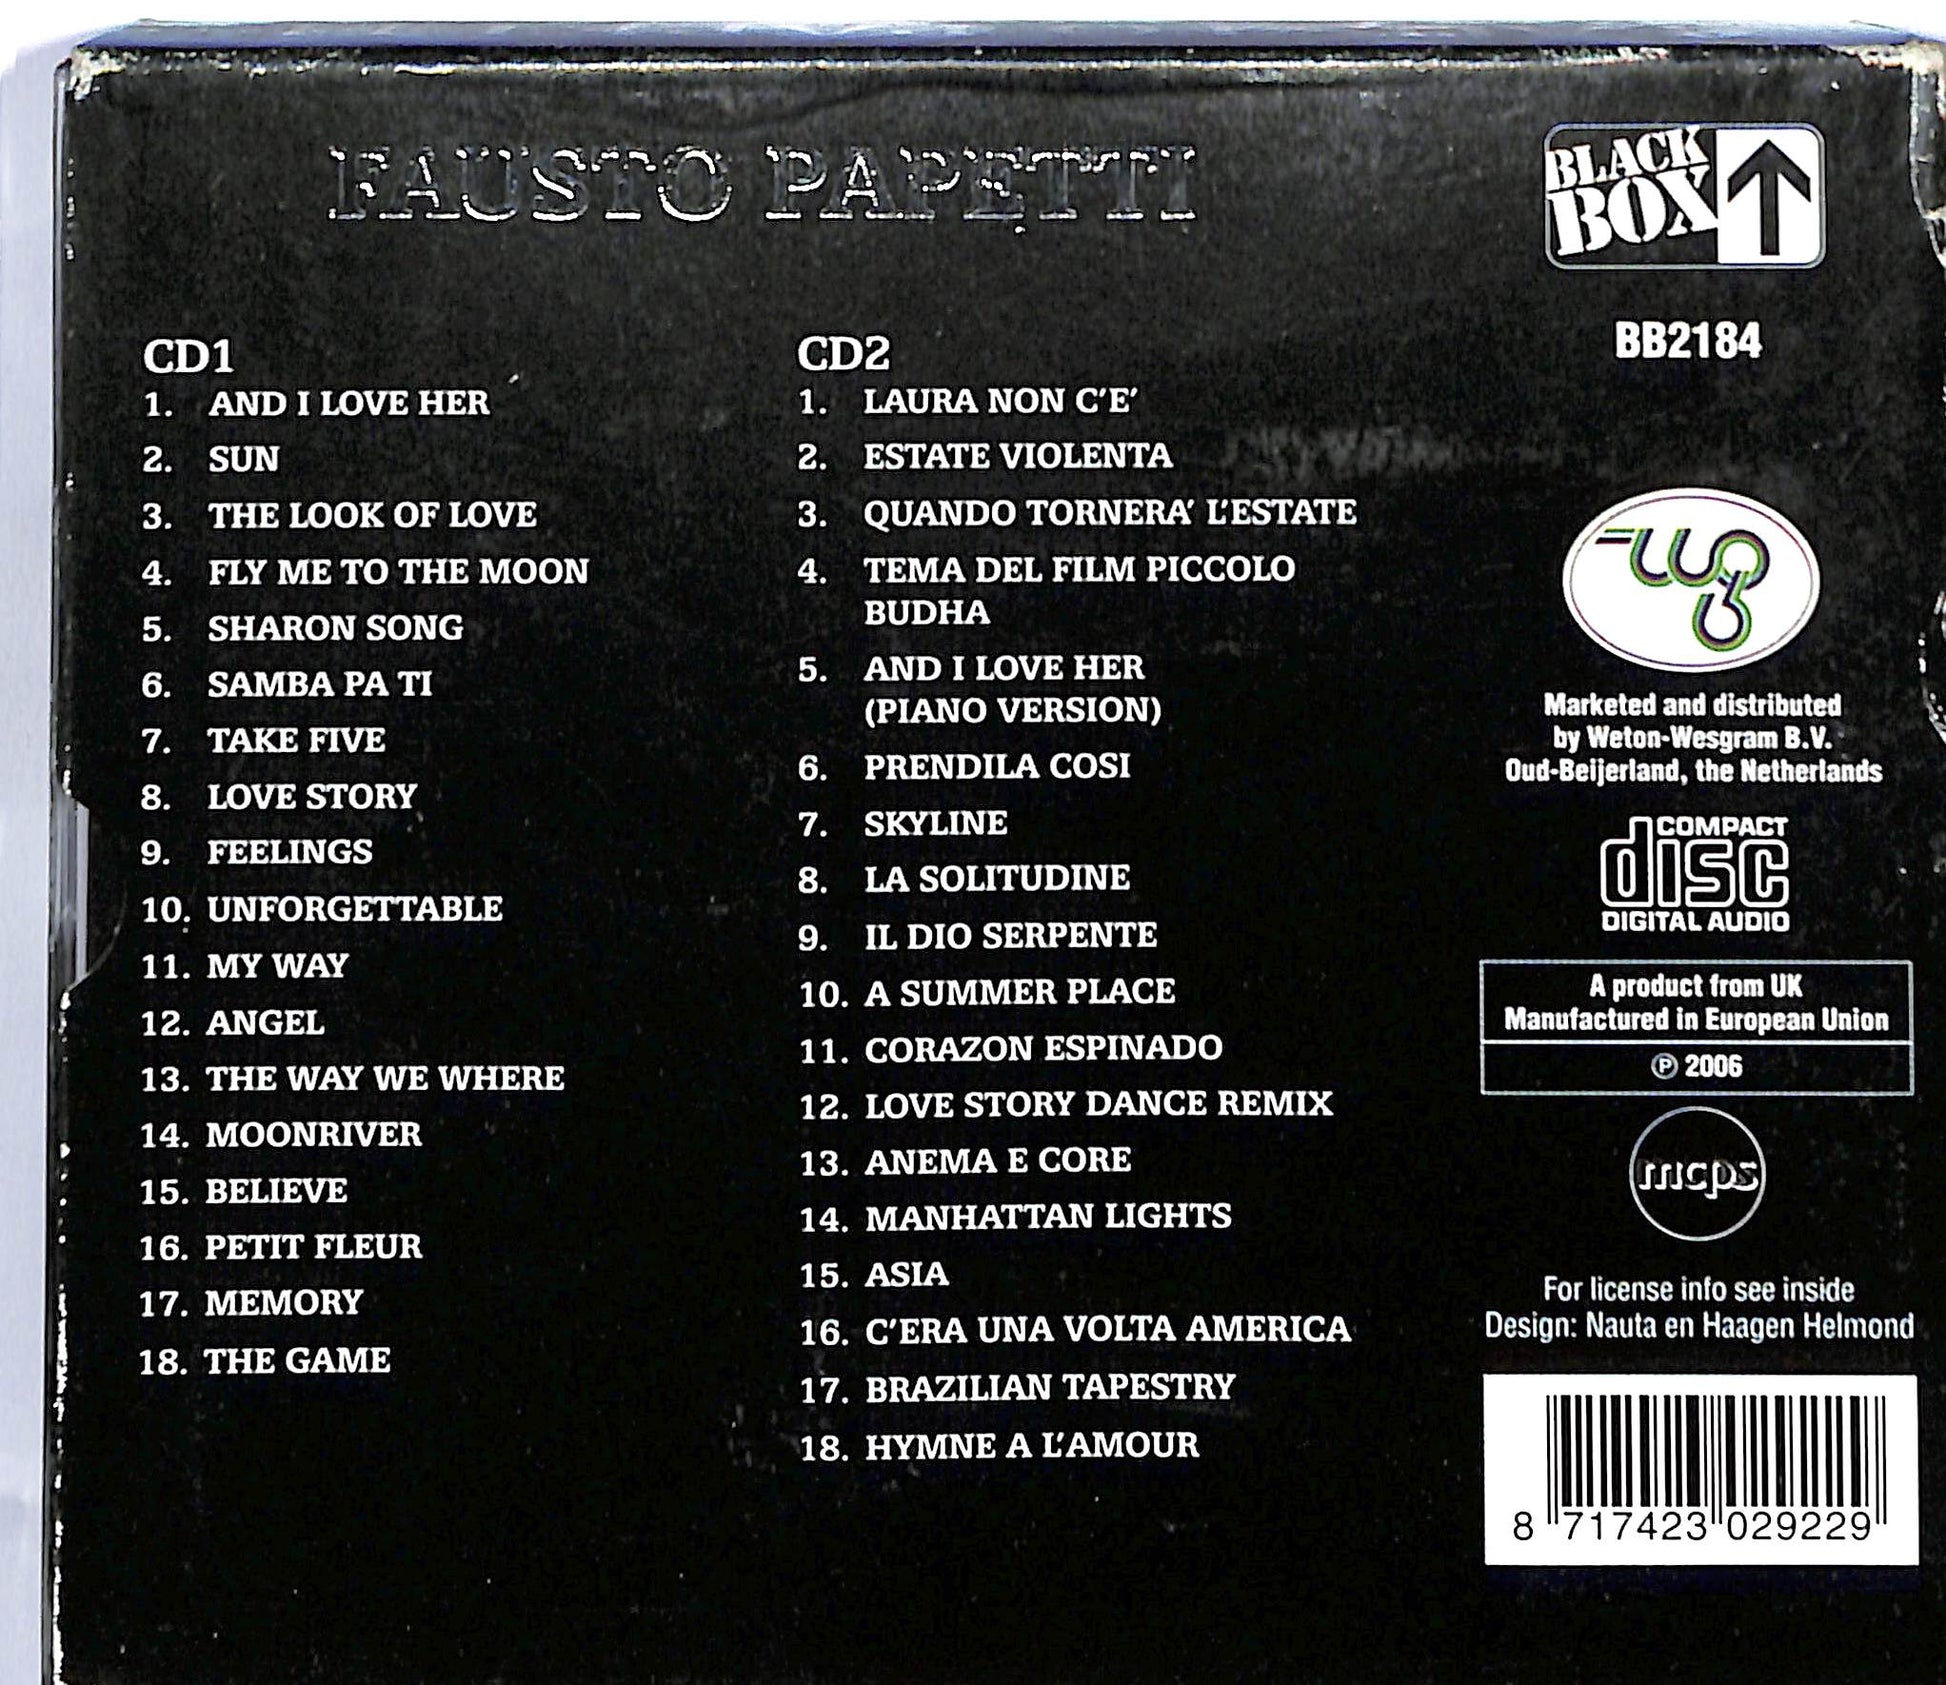 FAUSTO PAPETTI
BLACK
BOX
BB2184
CD1
1. AND I LOVE HER
2. SUN
3. THE LOOK OF LOVE
4. FLY ME TO THE MOON
5. SHARON SONG
6. SAMBA PA TI
7. TAKE FIVE
8. LOVE STORY
9. FEELINGS
10. UNFORGETTABLE
11. MY WAY
12. ANGEL
13. THE WAY WE WHERE
14. MOONRIVER
15. BELIEVE
16. PETIT FLEUR
17. MEMORY
18. THE GAME
CD2
1. LAURA NON C'E'
2. ESTATE VIOLENTA
3. QUANDO TORNERA' L'ESTATE
4. TEMA DEL FILM PICCOLO
BUDHA
5. AND I LOVE HER
(PIANO VERSION)
6. PRENDILA COSI
7. SKYLINE
8. LA SOLITUDINE
9. IL DIO SERPENTE
10. A SUMMER PLACE
11. CORAZON ESPINADO
12. LOVE STORY DANCE REMIX
13. ANEMA E CORE
14. MANHATTAN LIGHTS
15. ASIA
16. C'ERA UNA VOLTA AMERICA
17. BRAZILIAN TAPESTRY
18. HYMNE A L'AMOUR
Marketed and distributed
by Weton-Wesgram B.V.
Oud-Beijerland, the Netherlands
COMPACT
disc
DIGITAL AUDIO
A product from UK
Manufactured in European Union
℗ 2006
mcps
For license info see inside
Design: Nauta en Haagen Helmond
8 717423 029229